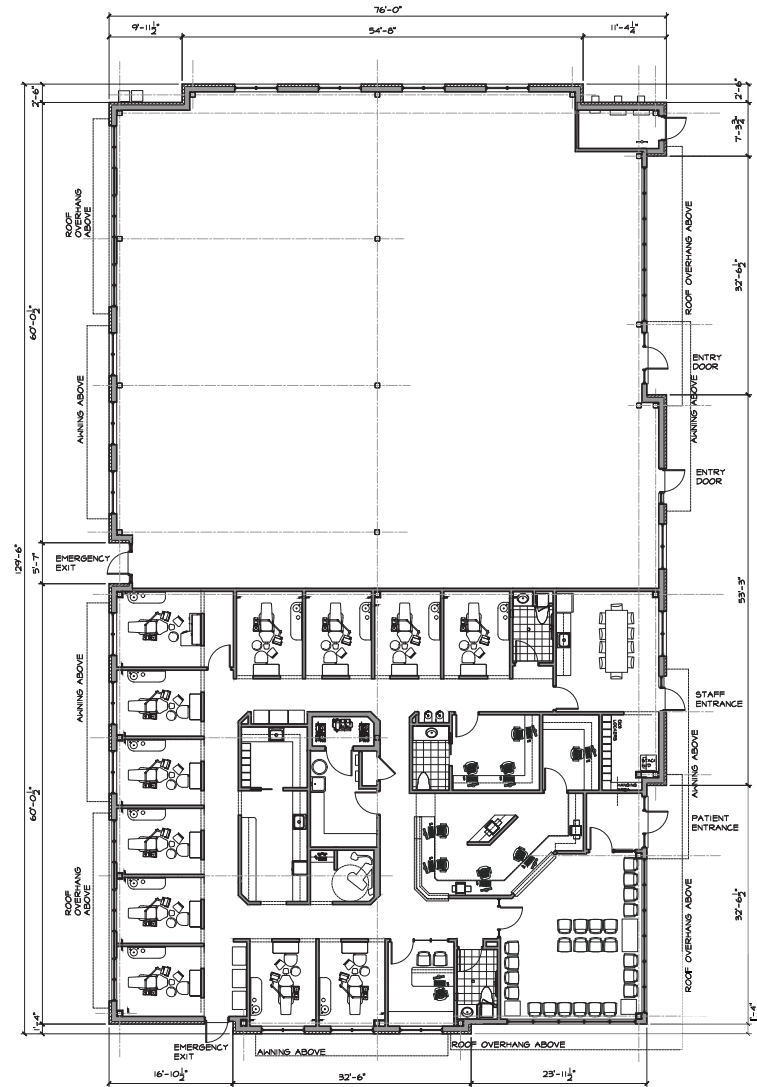 76'-0"
9'-11½"
54'-8"
11'-4¼"
2'-6"
2'-6"
7'-3½"
ROOF
OVERHANG
ABOVE
ROOF OVERHANG ABOVE
32'-6½"
60'-0½"
ENTRY
DOOR
AWNING ABOVE
AWNING ABOVE
ENTRY
DOOR
129'-6"
5'-7"
EMERGENCY
EXIT
53'-3"
AWNING ABOVE
STAFF
ENTRANCE
LOCKERS
AWNING ABOVE
60'-0½"
PATIENT
ENTRANCE
ROOF
OVERHANG
ABOVE
ROOF OVERHANG ABOVE
32'-6½"
1'-4"
1'-4"
EMERGENCY
EXIT
AWNING ABOVE
ROOF OVERHANG ABOVE
16'-10½"
32'-6"
23'-11½"